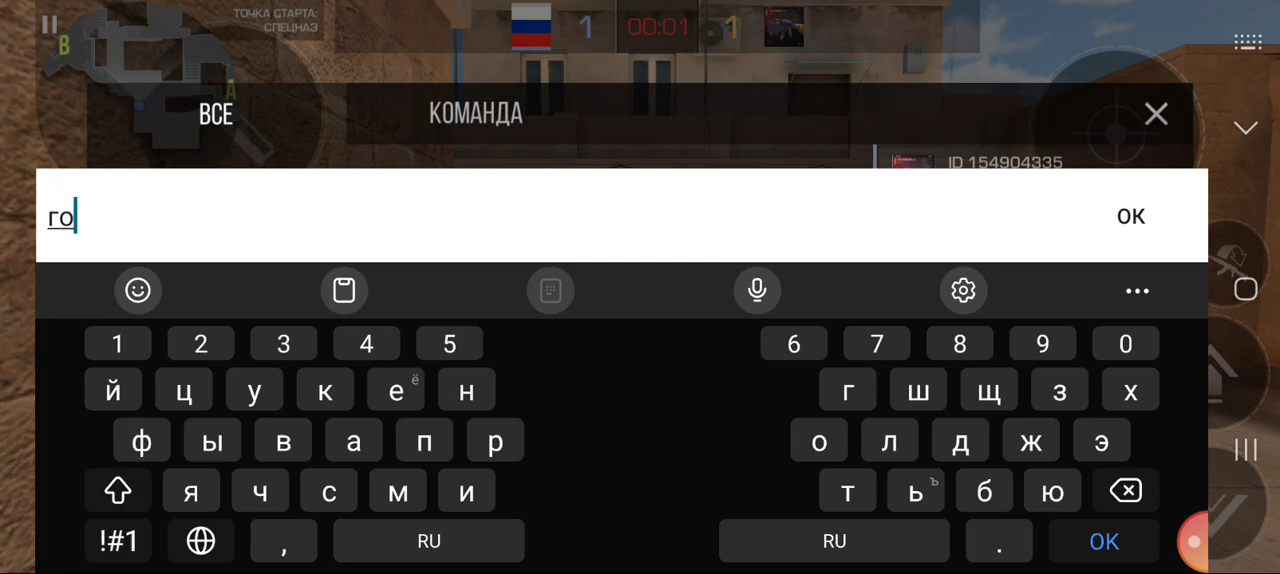 ТОЧКА СТАРТА:
СПЕЦНАЗ
1 00:01 1
B
A
ВСЕ КОМАНДА
ID 154904335
го
ОК
1 2 3 4 5 6 7 8 9 0
й ц у к е ё н г ш щ з х
ф ы в а п р о л д ж э
я ч с м и т ь ъ б ю
!#1 , RU RU . OK